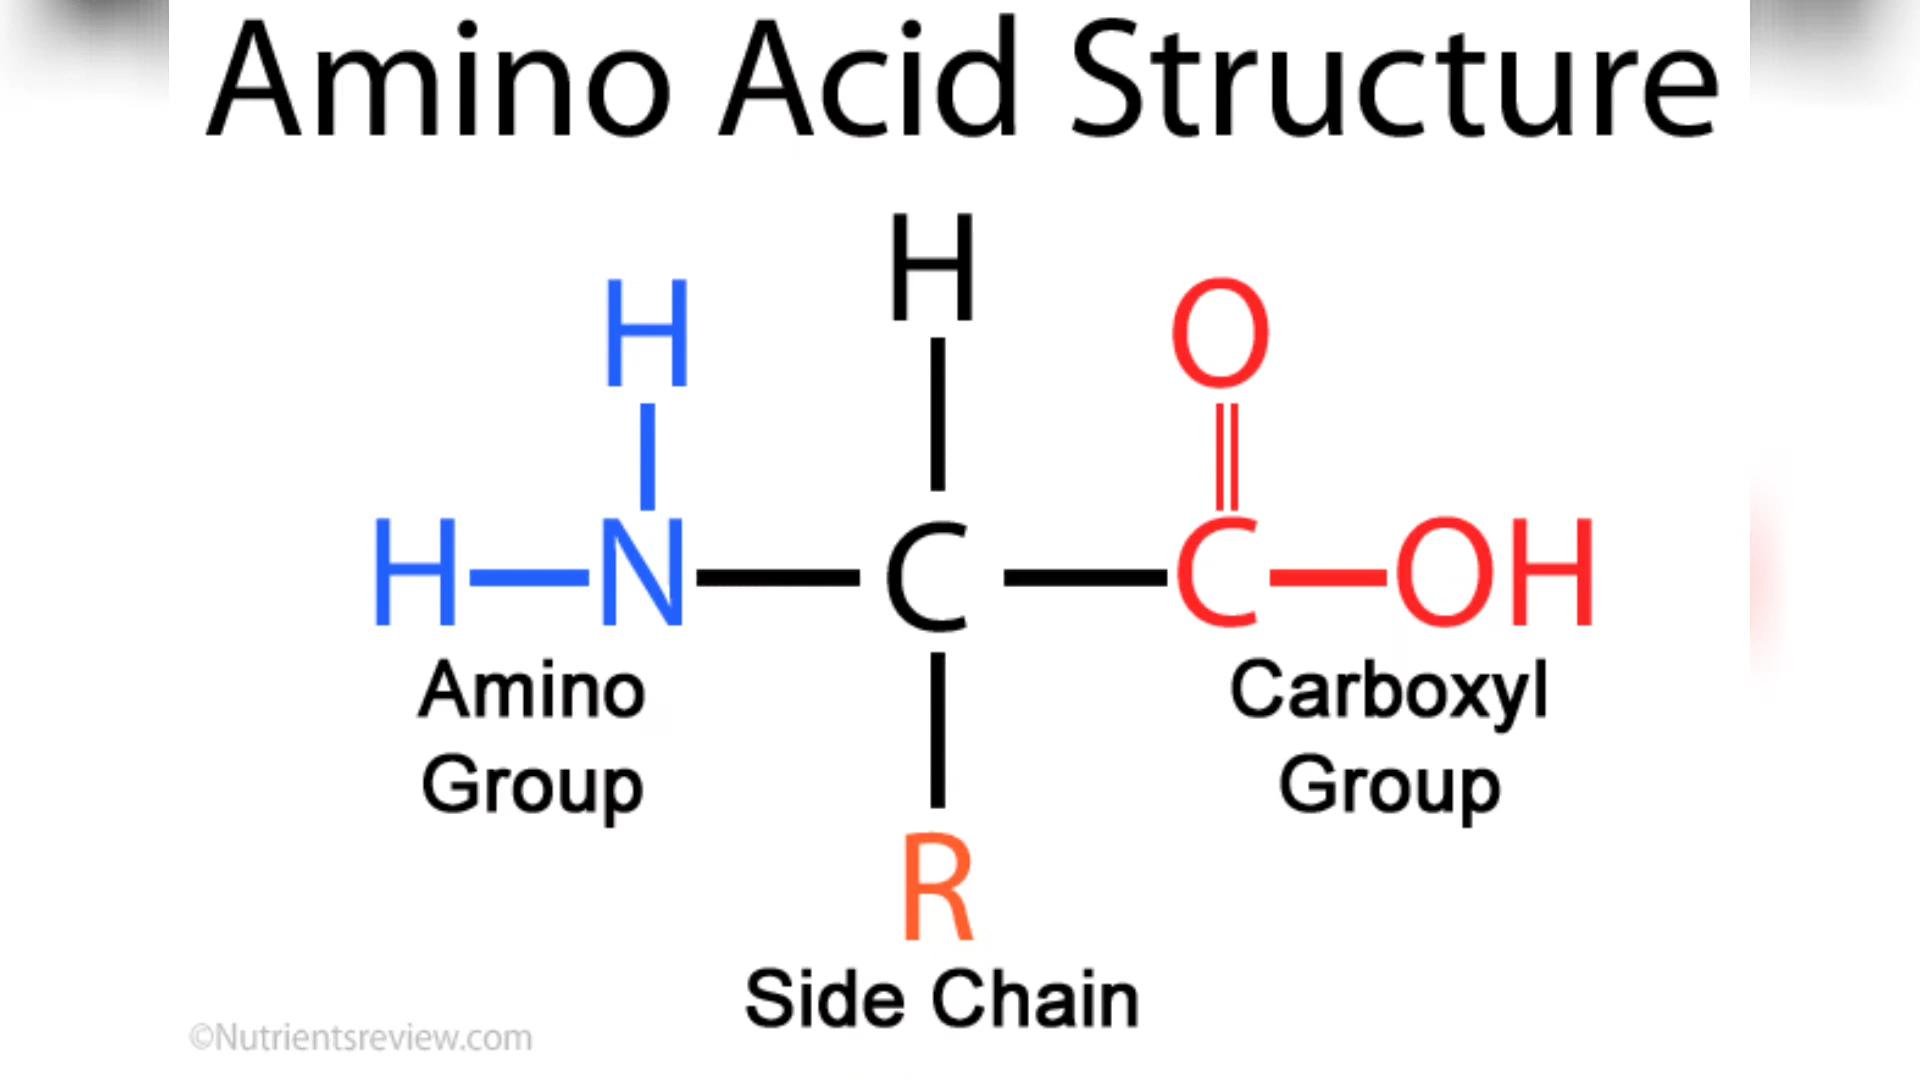 Amino Acid Structure
H
H
O
H N C C OH
Amino
Group
Carboxyl
Group
R
Side Chain
©Nutrientsreview.com